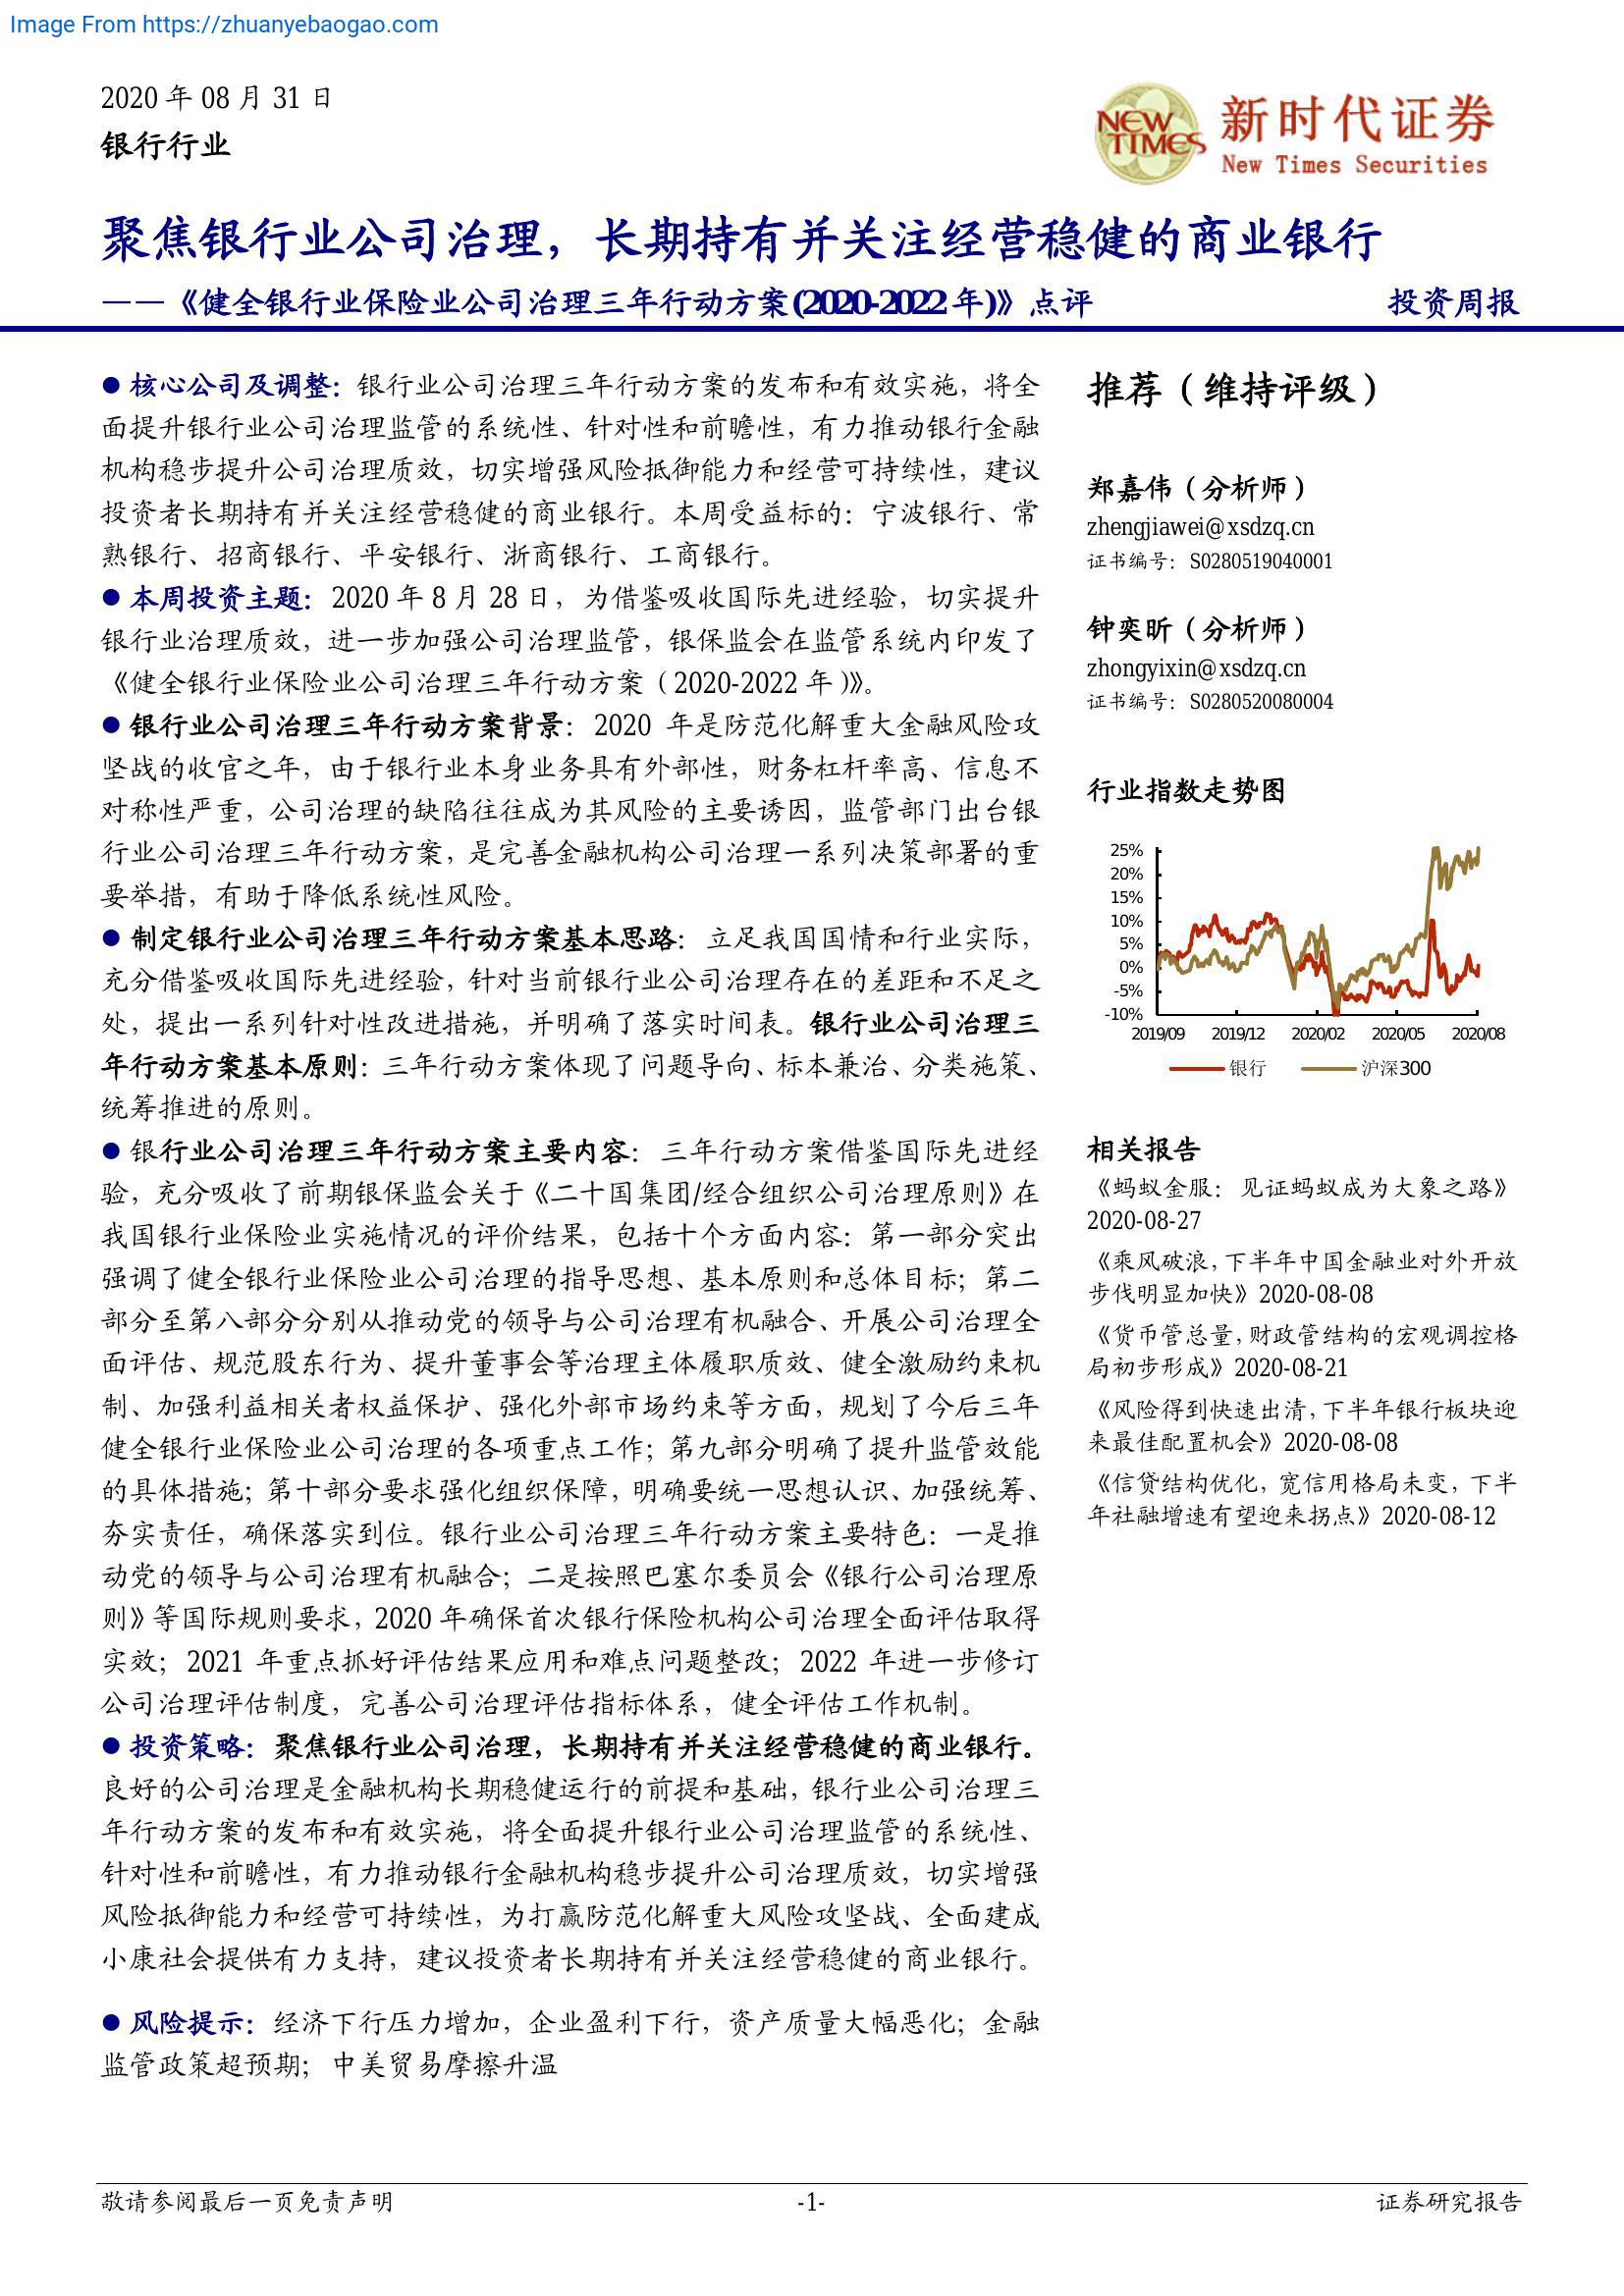 Image From https://zhuanyebaogao.com
2020 年 08 月 31 日
银行行业
NEW TIMES
新时代证券
New Times Securities
聚焦银行业公司治理，长期持有并关注经营稳健的商业银行
——《健全银行业保险业公司治理三年行动方案(2020-2022 年)》点评
投资周报
● 核心公司及调整：银行业公司治理三年行动方案的发布和有效实施，将全
面提升银行业公司治理监管的系统性、针对性和前瞻性，有力推动银行金融
机构稳步提升公司治理质效，切实增强风险抵御能力和经营可持续性，建议
投资者长期持有并关注经营稳健的商业银行。本周受益标的：宁波银行、常
熟银行、招商银行、平安银行、浙商银行、工商银行。
● 本周投资主题：2020 年 8 月 28 日，为借鉴吸收国际先进经验，切实提升
银行业治理质效，进一步加强公司治理监管，银保监会在监管系统内印发了
《健全银行业保险业公司治理三年行动方案（2020-2022 年）》。
● 银行业公司治理三年行动方案背景：2020 年是防范化解重大金融风险攻
坚战的收官之年，由于银行业本身业务具有外部性，财务杠杆率高、信息不
对称性严重，公司治理的缺陷往往成为其风险的主要诱因，监管部门出台银
行业公司治理三年行动方案，是完善金融机构公司治理一系列决策部署的重
要举措，有助于降低系统性风险。
● 制定银行业公司治理三年行动方案基本思路：立足我国国情和行业实际，
充分借鉴吸收国际先进经验，针对当前银行业公司治理存在的差距和不足之
处，提出一系列针对性改进措施，并明确了落实时间表。银行业公司治理三
年行动方案基本原则：三年行动方案体现了问题导向、标本兼治、分类施策、
统筹推进的原则。
● 银行业公司治理三年行动方案主要内容：三年行动方案借鉴国际先进经
验，充分吸收了前期银保监会关于《二十国集团/经合组织公司治理原则》在
我国银行业保险业实施情况的评价结果，包括十个方面内容：第一部分突出
强调了健全银行业保险业公司治理的指导思想、基本原则和总体目标；第二
部分至第八部分分别从推动党的领导与公司治理有机融合、开展公司治理全
面评估、规范股东行为、提升董事会等治理主体履职质效、健全激励约束机
制、加强利益相关者权益保护、强化外部市场约束等方面，规划了今后三年
健全银行业保险业公司治理的各项重点工作；第九部分明确了提升监管效能
的具体措施；第十部分要求强化组织保障，明确要统一思想认识、加强统筹、
夯实责任，确保落实到位。银行业公司治理三年行动方案主要特色：一是推
动党的领导与公司治理有机融合；二是按照巴塞尔委员会《银行公司治理原
则》等国际规则要求，2020 年确保首次银行保险机构公司治理全面评估取得
实效；2021 年重点抓好评估结果应用和难点问题整改；2022 年进一步修订
公司治理评估制度，完善公司治理评估指标体系，健全评估工作机制。
● 投资策略：聚焦银行业公司治理，长期持有并关注经营稳健的商业银行。
良好的公司治理是金融机构长期稳健运行的前提和基础，银行业公司治理三
年行动方案的发布和有效实施，将全面提升银行业公司治理监管的系统性、
针对性和前瞻性，有力推动银行金融机构稳步提升公司治理质效，切实增强
风险抵御能力和经营可持续性，为打赢防范化解重大风险攻坚战、全面建成
小康社会提供有力支持，建议投资者长期持有并关注经营稳健的商业银行。
● 风险提示：经济下行压力增加，企业盈利下行，资产质量大幅恶化；金融
监管政策超预期；中美贸易摩擦升温
推荐（维持评级）
郑嘉伟（分析师）
zhengjiawei@xsdzq.cn
证书编号：S0280519040001
钟奕昕（分析师）
zhongyixin@xsdzq.cn
证书编号：S0280520080004
行业指数走势图
25%
20%
15%
10%
5%
0%
-5%
-10%
2019/09 2019/12 2020/02 2020/05 2020/08
银行 沪深300
相关报告
《蚂蚁金服：见证蚂蚁成为大象之路》
2020-08-27
《乘风破浪，下半年中国金融业对外开放
步伐明显加快》2020-08-08
《货币管总量，财政管结构的宏观调控格
局初步形成》2020-08-21
《风险得到快速出清，下半年银行板块迎
来最佳配置机会》2020-08-08
《信贷结构优化，宽信用格局未变，下半
年社融增速有望迎来拐点》2020-08-12
敬请参阅最后一页免责声明
-1-
证券研究报告